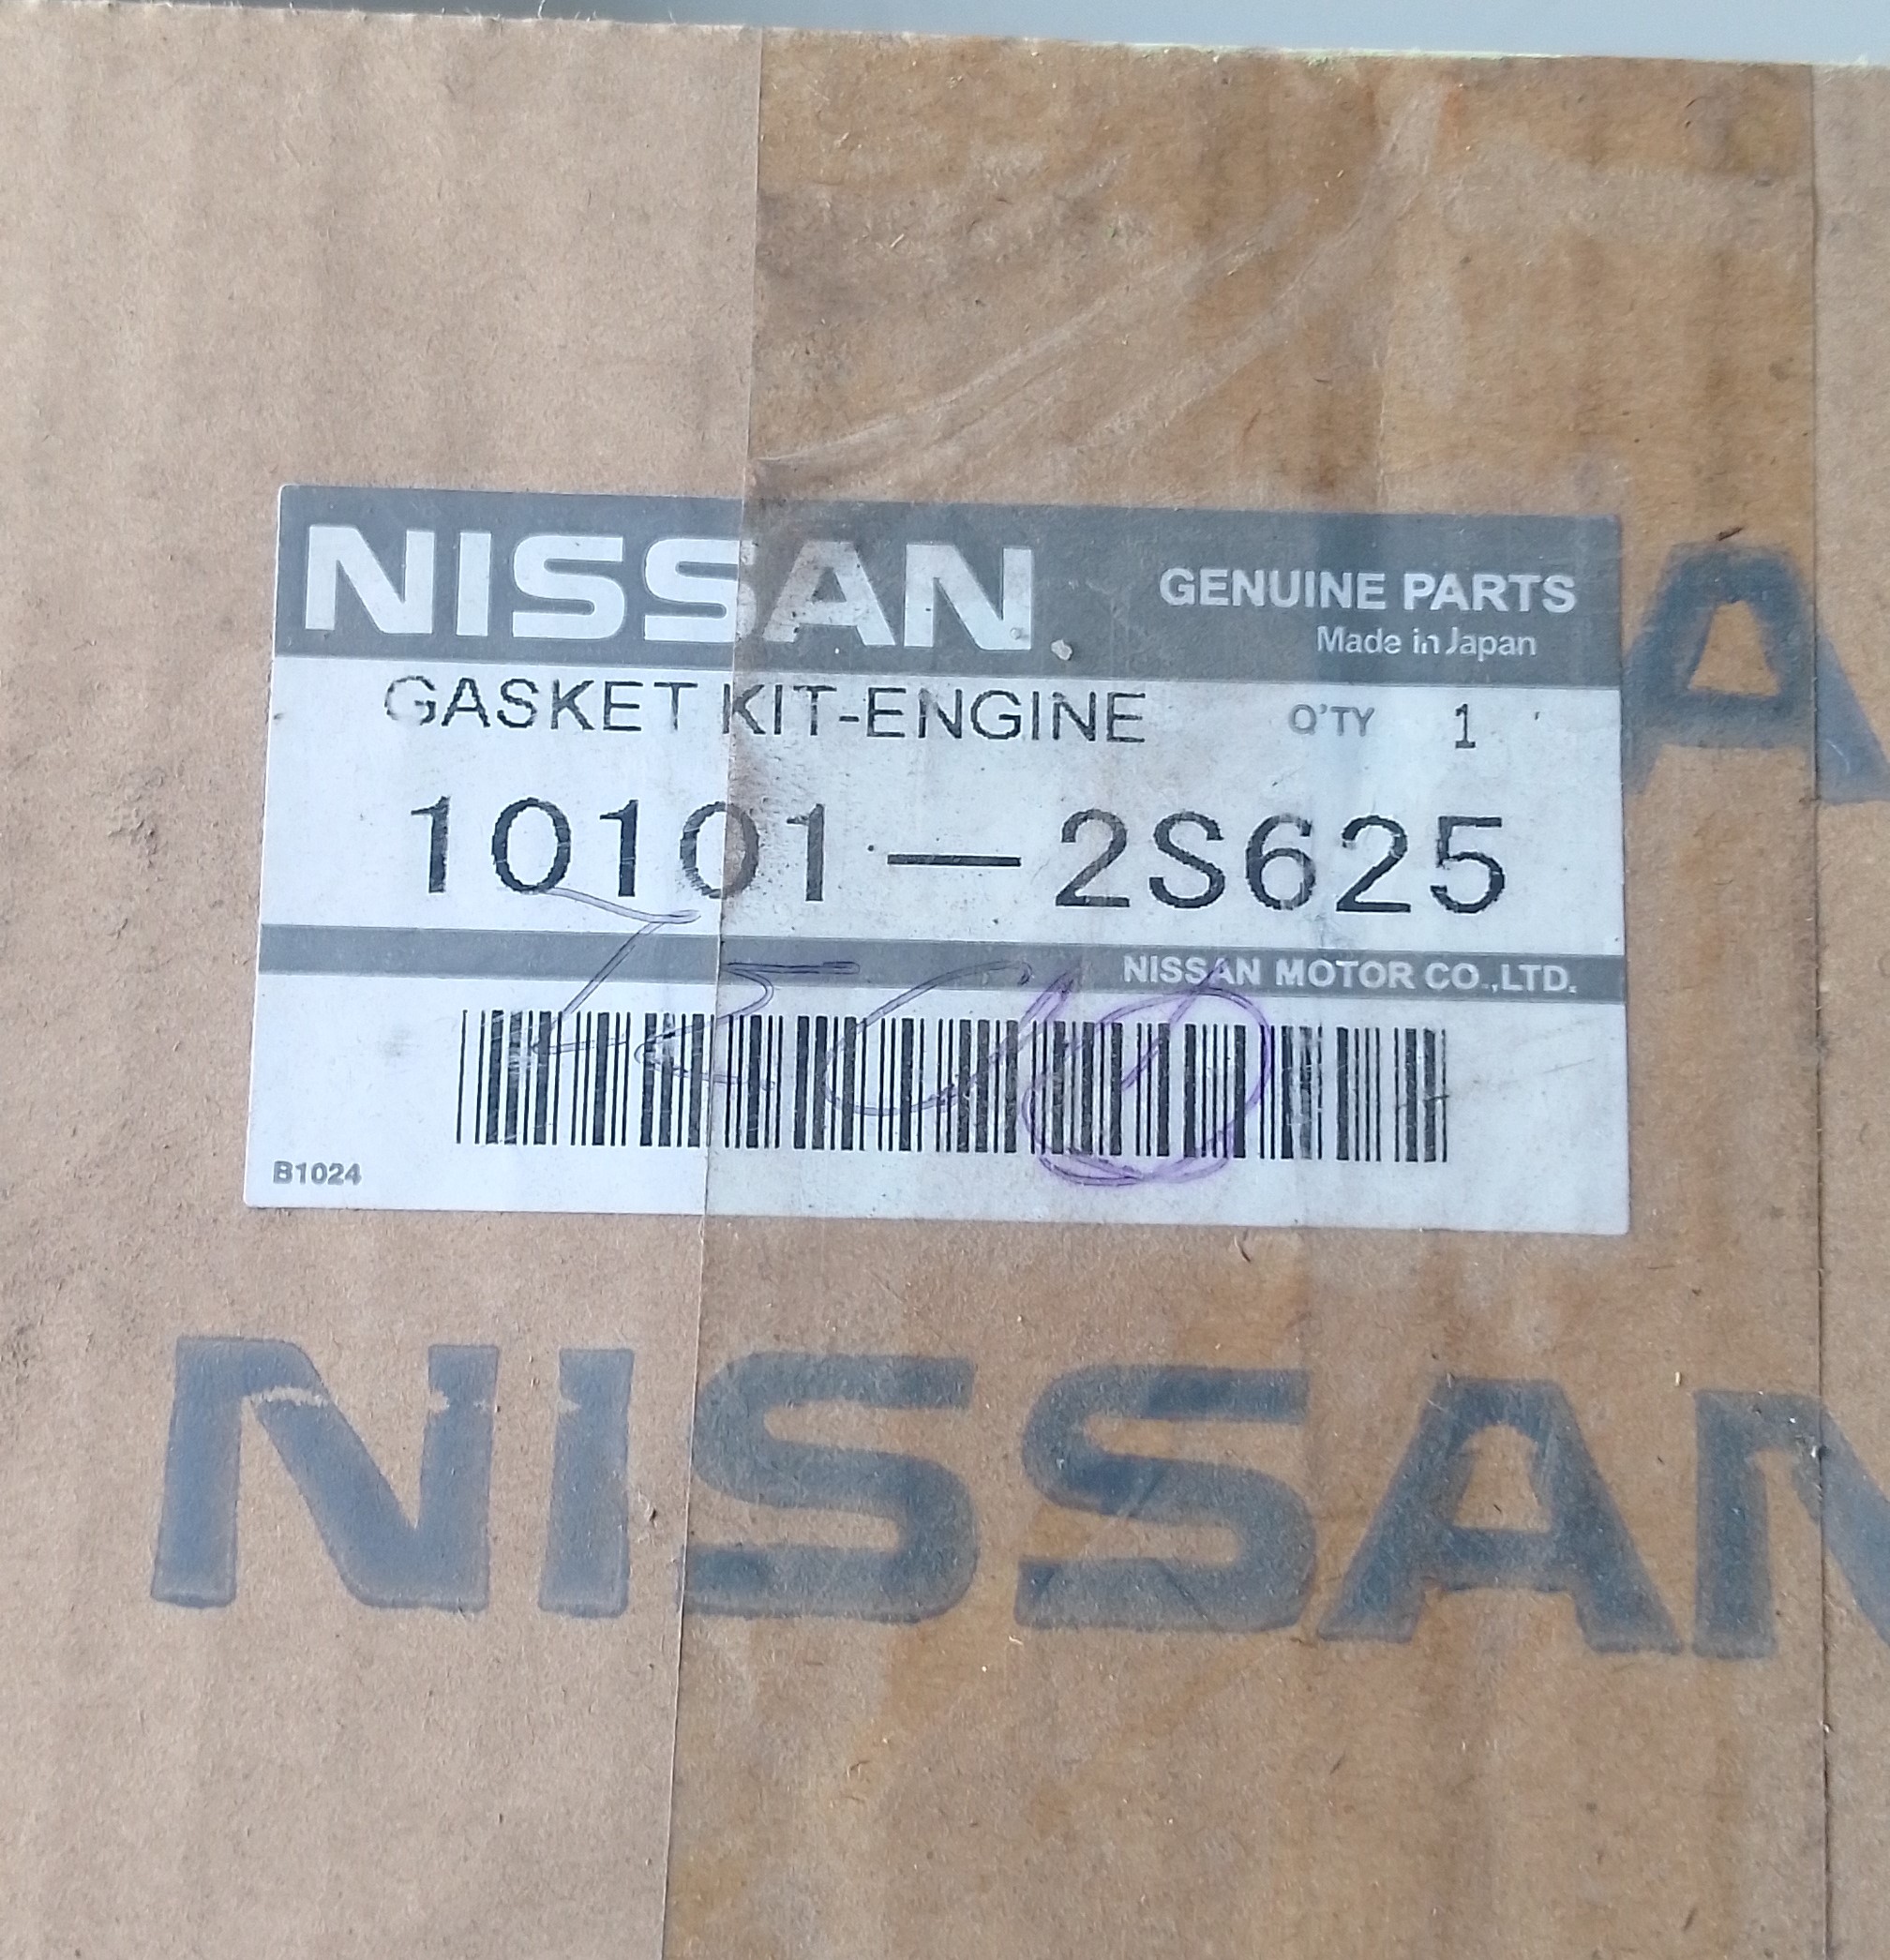 NISSAN GENUINE PARTS
Made in Japan
GASKET KIT-ENGINE Q'TY 1
10101-2S625
NISSAN MOTOR CO.,LTD.
B1024
NISSAN